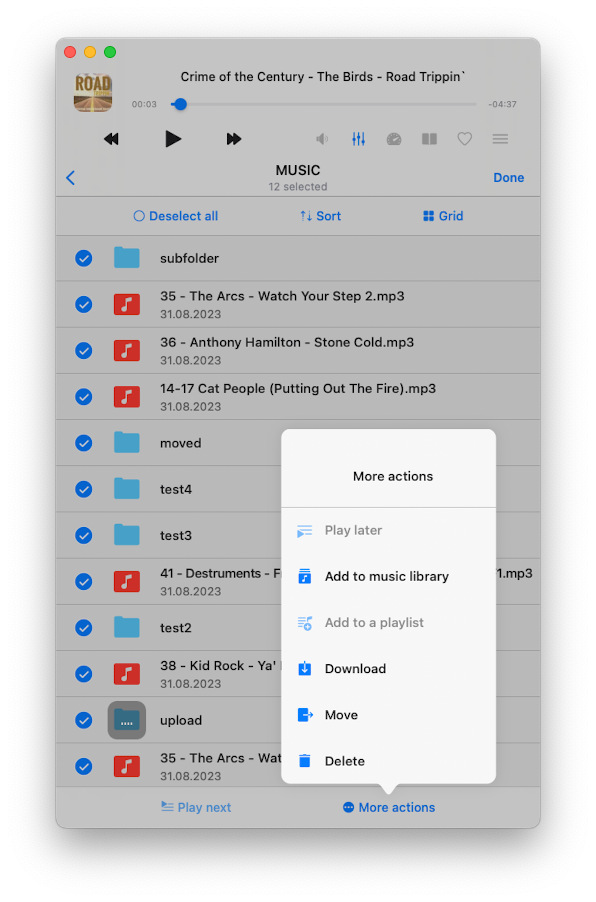 ROAD
Crime of the Century - The Birds - Road Trippin`
00:03
-04:37
MUSIC
12 selected
Done
Deselect all
Sort
Grid
subfolder
35 - The Arcs - Watch Your Step 2.mp3
31.08.2023
36 - Anthony Hamilton - Stone Cold.mp3
31.08.2023
14-17 Cat People (Putting Out The Fire).mp3
31.08.2023
moved
test4
test3
41 - Destruments - F
1.mp3
31.08.2023
test2
38 - Kid Rock - Ya'
31.08.2023
upload
35 - The Arcs - Wat
31.08.2023
More actions
Play later
Add to music library
Add to a playlist
Download
Move
Delete
Play next
More actions